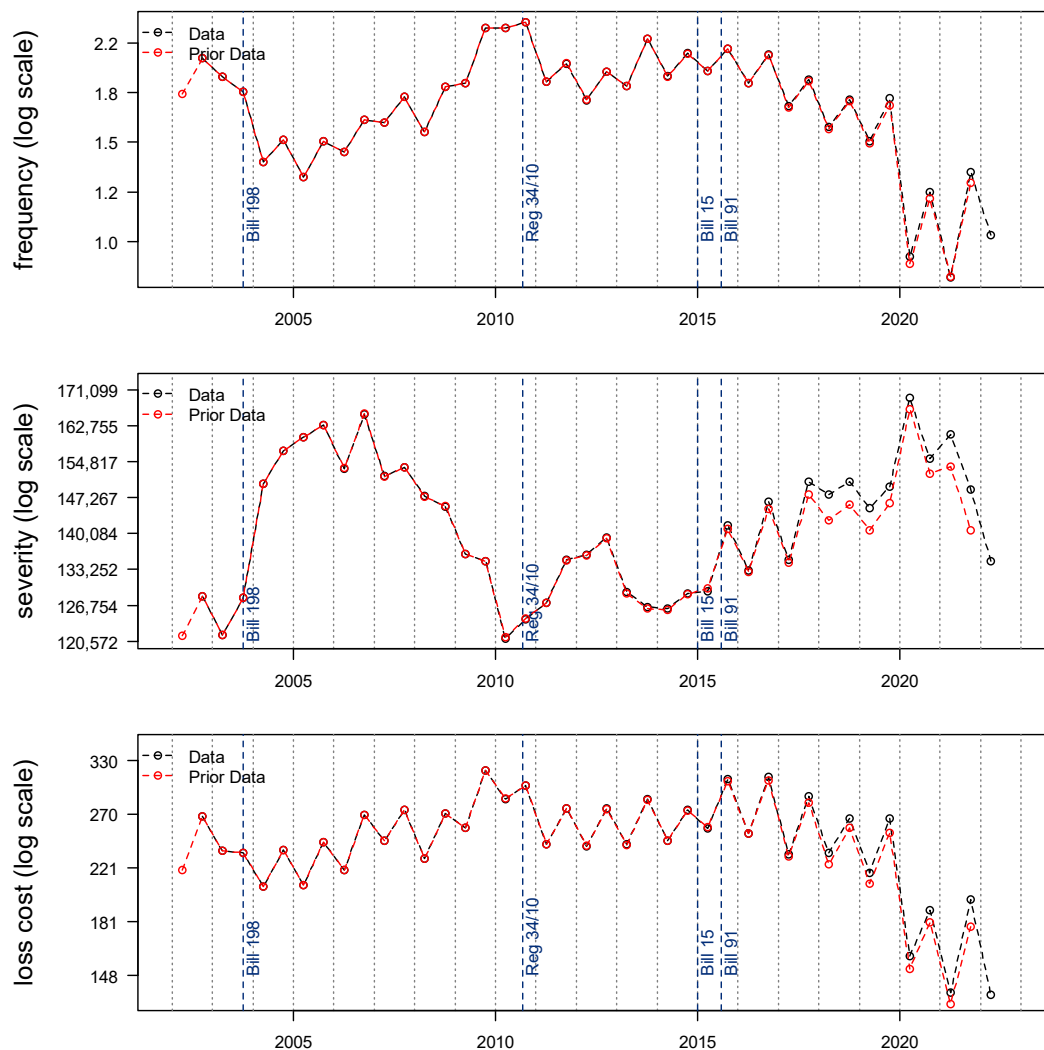 frequency (log scale)
2.2
1.8
1.5
1.2
1.0
Data
Prior Data
Bill 198
Reg 34/10
Bill 15
Bill 91
2005
2010
2015
2020
severity (log scale)
171,099
162,755
154,817
147,267
140,084
133,252
126,754
120,572
Data
Prior Data
Bill 198
Reg 34/10
Bill 15
Bill 91
2005
2010
2015
2020
loss cost (log scale)
330
270
221
181
148
Data
Prior Data
Bill 198
Reg 34/10
Bill 15
Bill 91
2005
2010
2015
2020